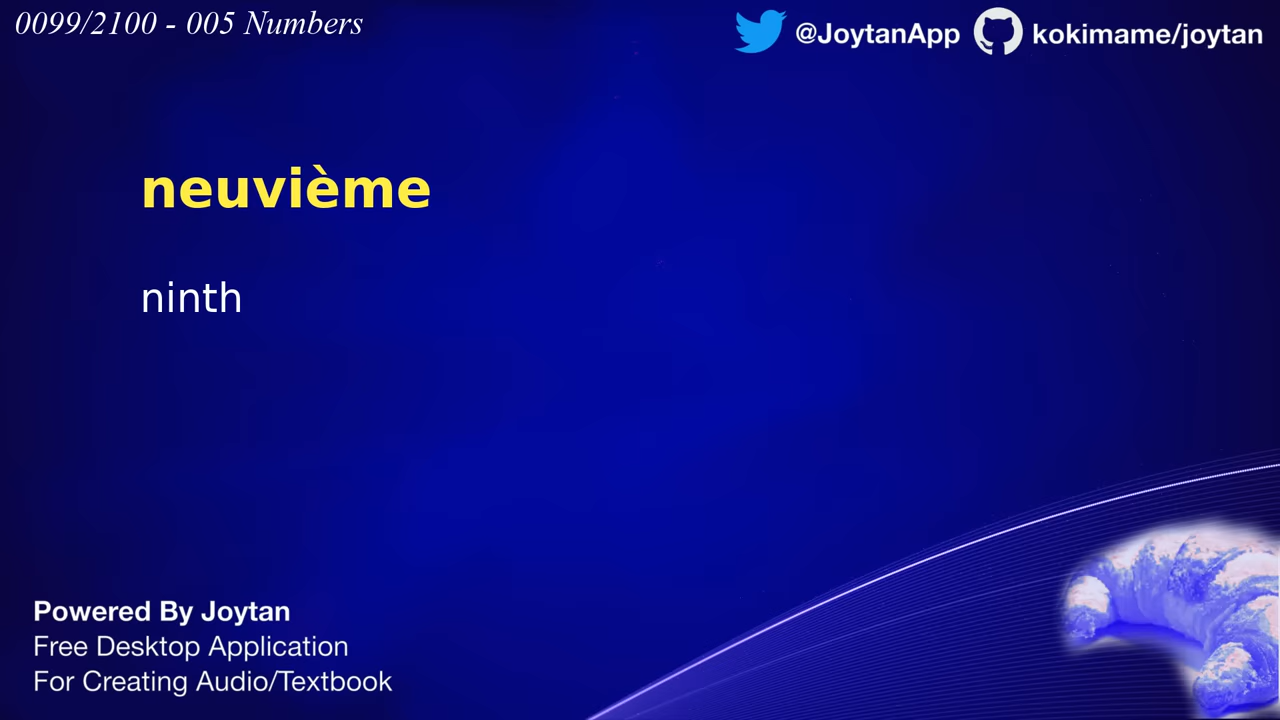 0099/2100 - 005 Numbers
@JoytanApp kokimame/joytan
neuvième
ninth
Powered By Joytan
Free Desktop Application
For Creating Audio/Textbook